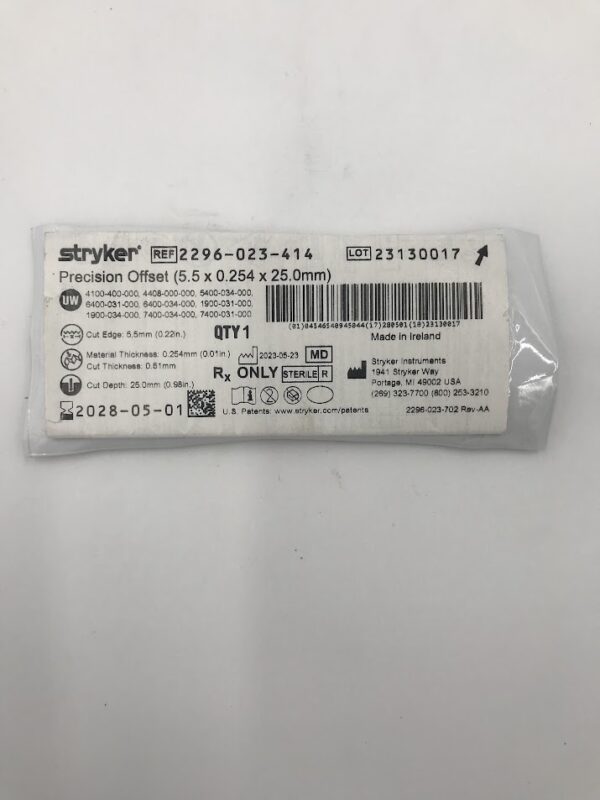 stryker® REF 2296-023-414 LOT 23130017
Precision Offset (5.5 x 0.254 x 25.0mm)
UW 4100-400-000, 4408-000-000, 5400-034-000,
6400-031-000, 6400-034-000, 1900-031-000,
1900-034-000, 7400-034-000, 7400-031-000
(01)04546540945044(17)280501(10)23130017
Cut Edge: 5.5mm (0.22in.) QTY 1
Made in Ireland
Material Thickness: 0.254mm (0.01in.)
Cut Thickness: 0.51mm
2023-05-23 MD
Rx ONLY STERILE R
Stryker Instruments
1941 Stryker Way
Portage, MI 49002 USA
(269) 323-7700 (800) 253-3210
Cut Depth: 25.0mm (0.98in.)
2028-05-01
U.S. Patents: www.stryker.com/patents
2296-023-702 Rev-AA